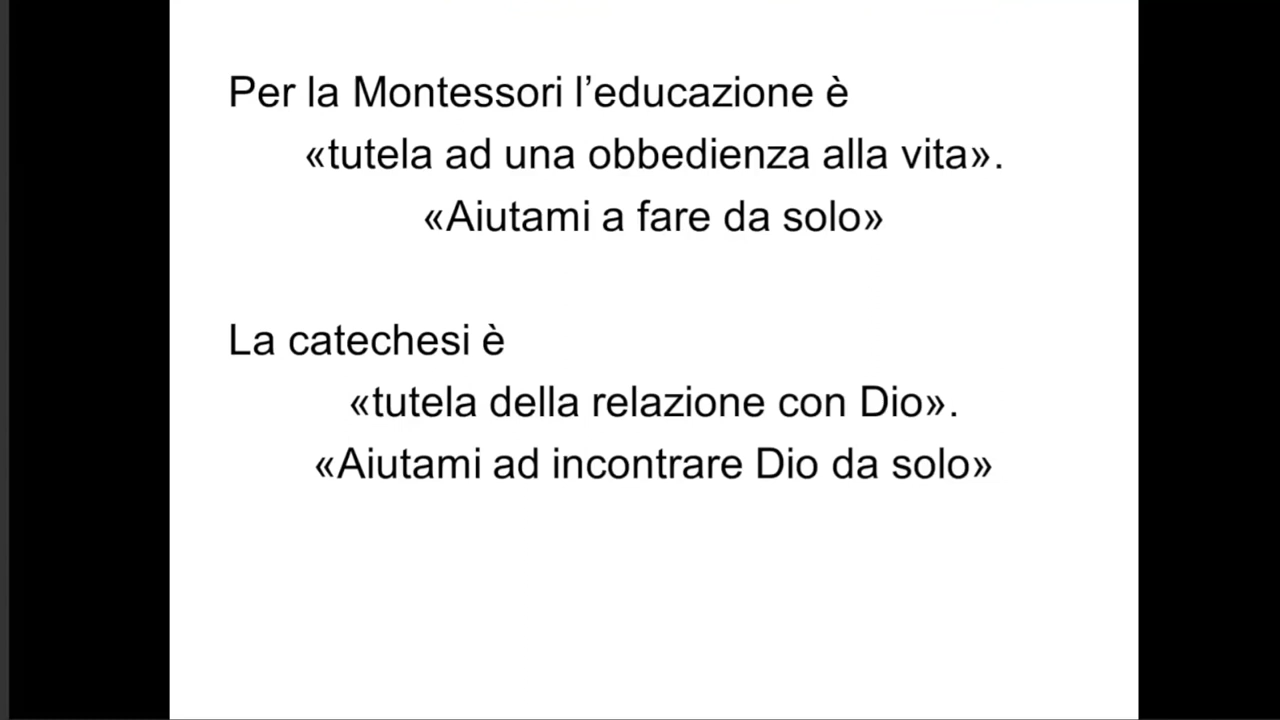 Per la Montessori l’educazione è
«tutela ad una obbedienza alla vita».
«Aiutami a fare da solo»
La catechesi è
«tutela della relazione con Dio».
«Aiutami ad incontrare Dio da solo»